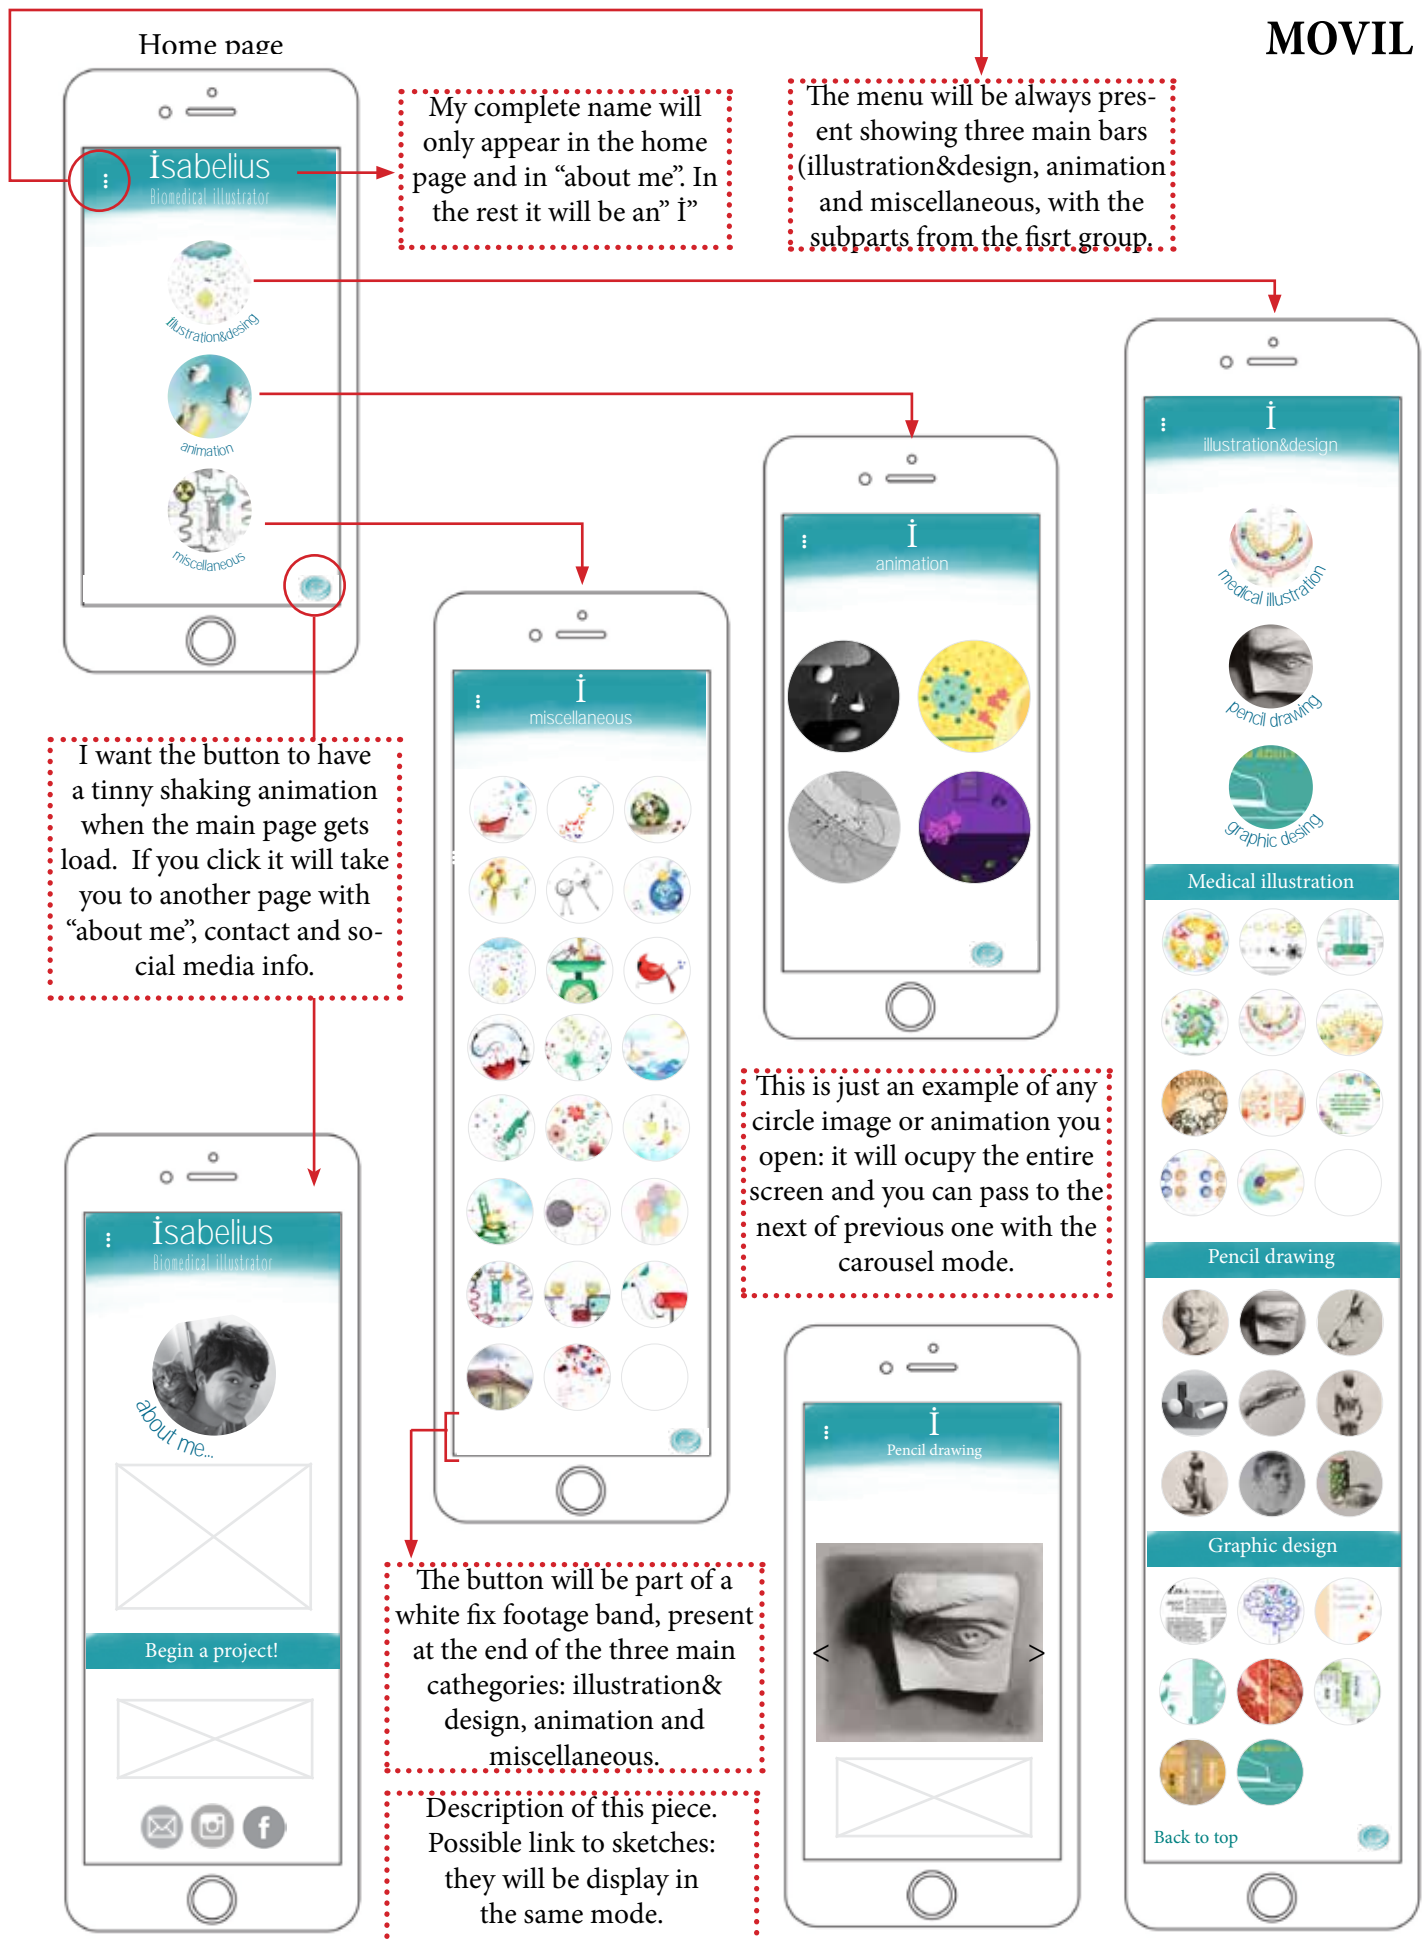 MOVIL
Home page
My complete name will
only appear in the home
page and in “about me”. In
the rest it will be an” İ”
The menu will be always pres-
ent showing three main bars
(illustration&design, animation
and miscellaneous, with the
subparts from the fisrt group.
İsabelius
Biomedical illustrator
illustration&desing
animation
miscellaneous
I want the button to have
a tinny shaking animation
when the main page gets
load.  If you click it will take
you to another page with
“about me”, contact and so-
cial media info.
İ
miscellaneous
İ
animation
İ
illustration&design
medical illustration
pencil drawing
graphic desing
Medical illustration
Pencil drawing
Graphic design
Back to top
This is just an example of any
circle image or animation you
open: it will ocupy the entire
screen and you can pass to the
next of previous one with the
carousel mode.
İsabelius
Biomedical illustrator
about me...
Begin a project!
f
The button will be part of a
white fix footage band, present
at the end of the three main
cathegories: illustration&
design, animation and
miscellaneous.
Description of this piece.
Possible link to sketches:
they will be display in
the same mode.
İ
Pencil drawing
< >